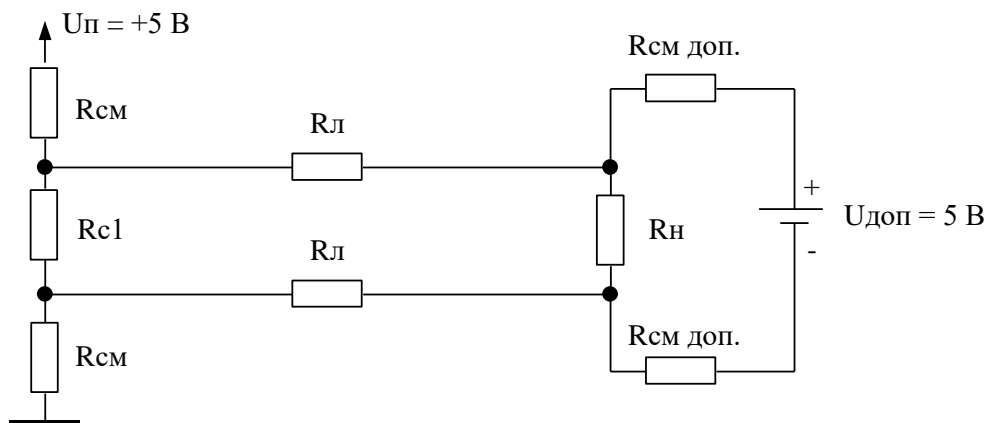 Uп = +5 В
Rсм доп.
Rсм
Rл
+
Rс1
Rн
Uдоп = 5 В
Rл
-
Rсм доп.
Rсм